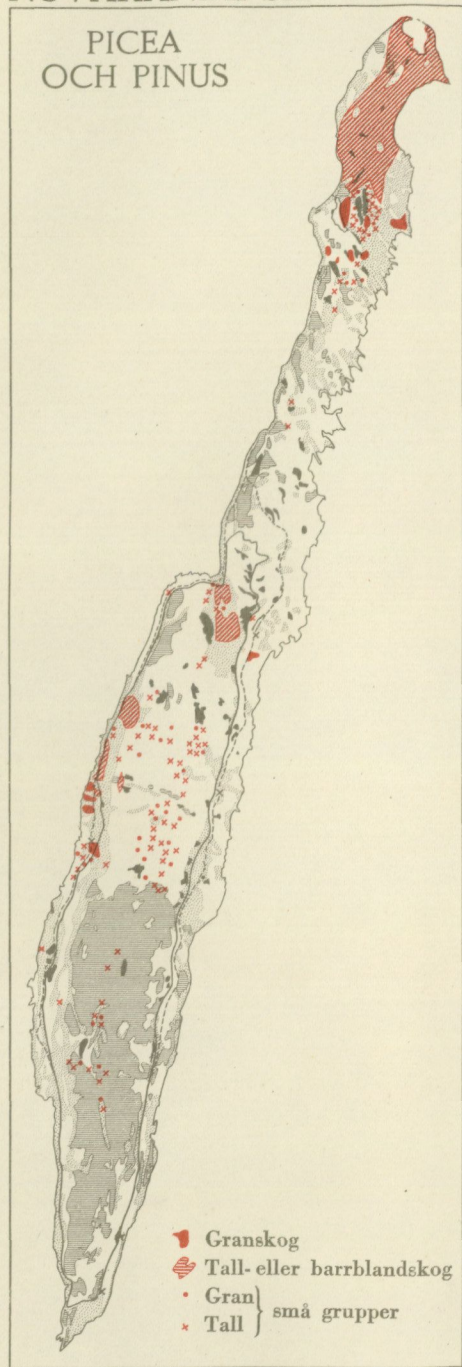 PICEA
OCH PINUS
Granskog
Tall- eller barrblandskog
Gran } små grupper
Tall